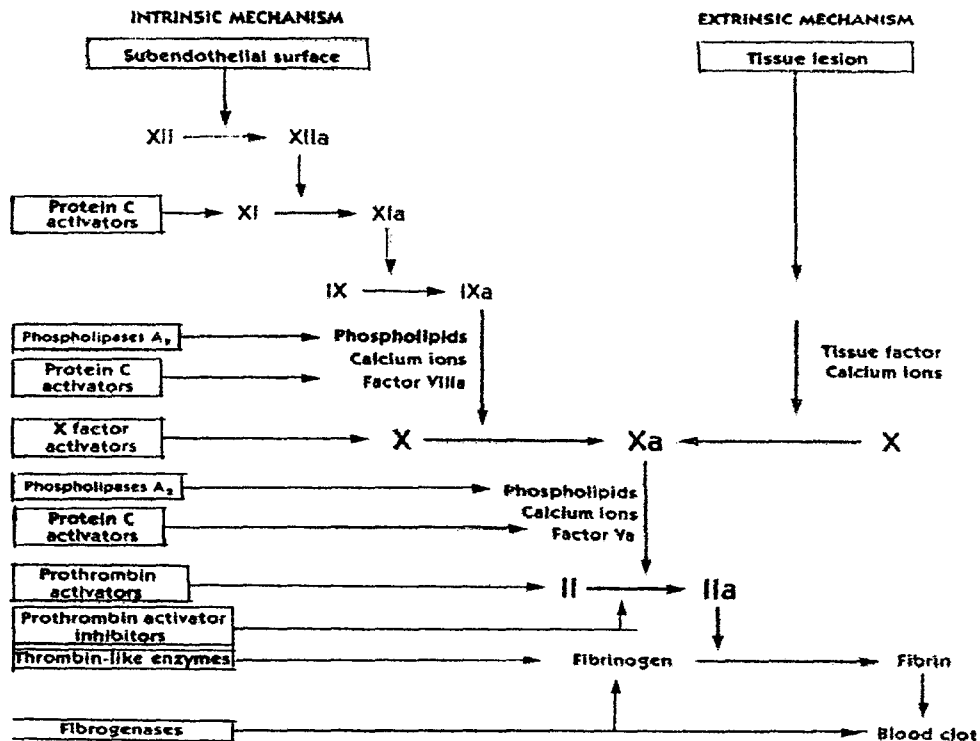 INTRINSIC MECHANISM
EXTRINSIC MECHANISM
Subendothelial surface
Tissue lesion
XII
XIIa
Protein C
activators
XI
XIa
IX
IXa
Phospholipases A2
Phospholipids
Calcium ions
Factor VIIIa
Protein C
activators
Tissue factor
Calcium ions
X factor
activators
X
Xa
X
Phospholipases A2
Phospholipids
Calcium ions
Factor Va
Protein C
activators
Prothrombin
activators
II
IIa
Prothrombin activator
inhibitors
Thrombin-like enzymes
Fibrinogen
Fibrin
Fibrogenases
Blood clot